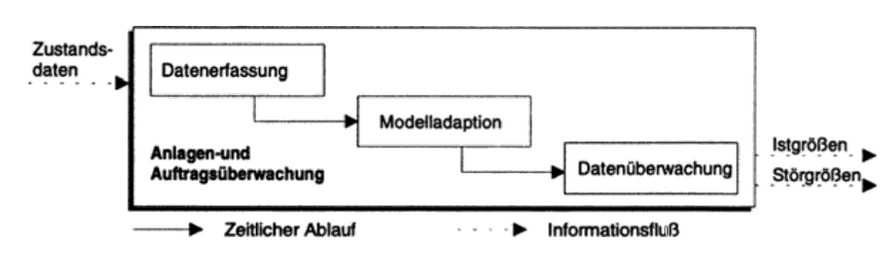 Zustands-
daten
Datenerfassung
Modelladaption
Anlagen-und
Auftragsüberwachung
Datenüberwachung
Istgrößen
Störgrößen
Zeitlicher Ablauf
Informationsfluß